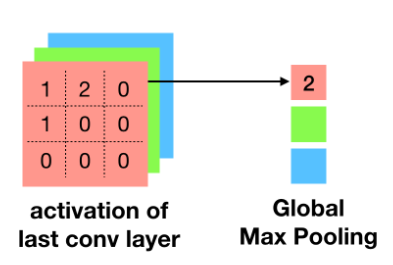 1 2 0 2
1 0 0
0 0 0
activation of
last conv layer
Global
Max Pooling